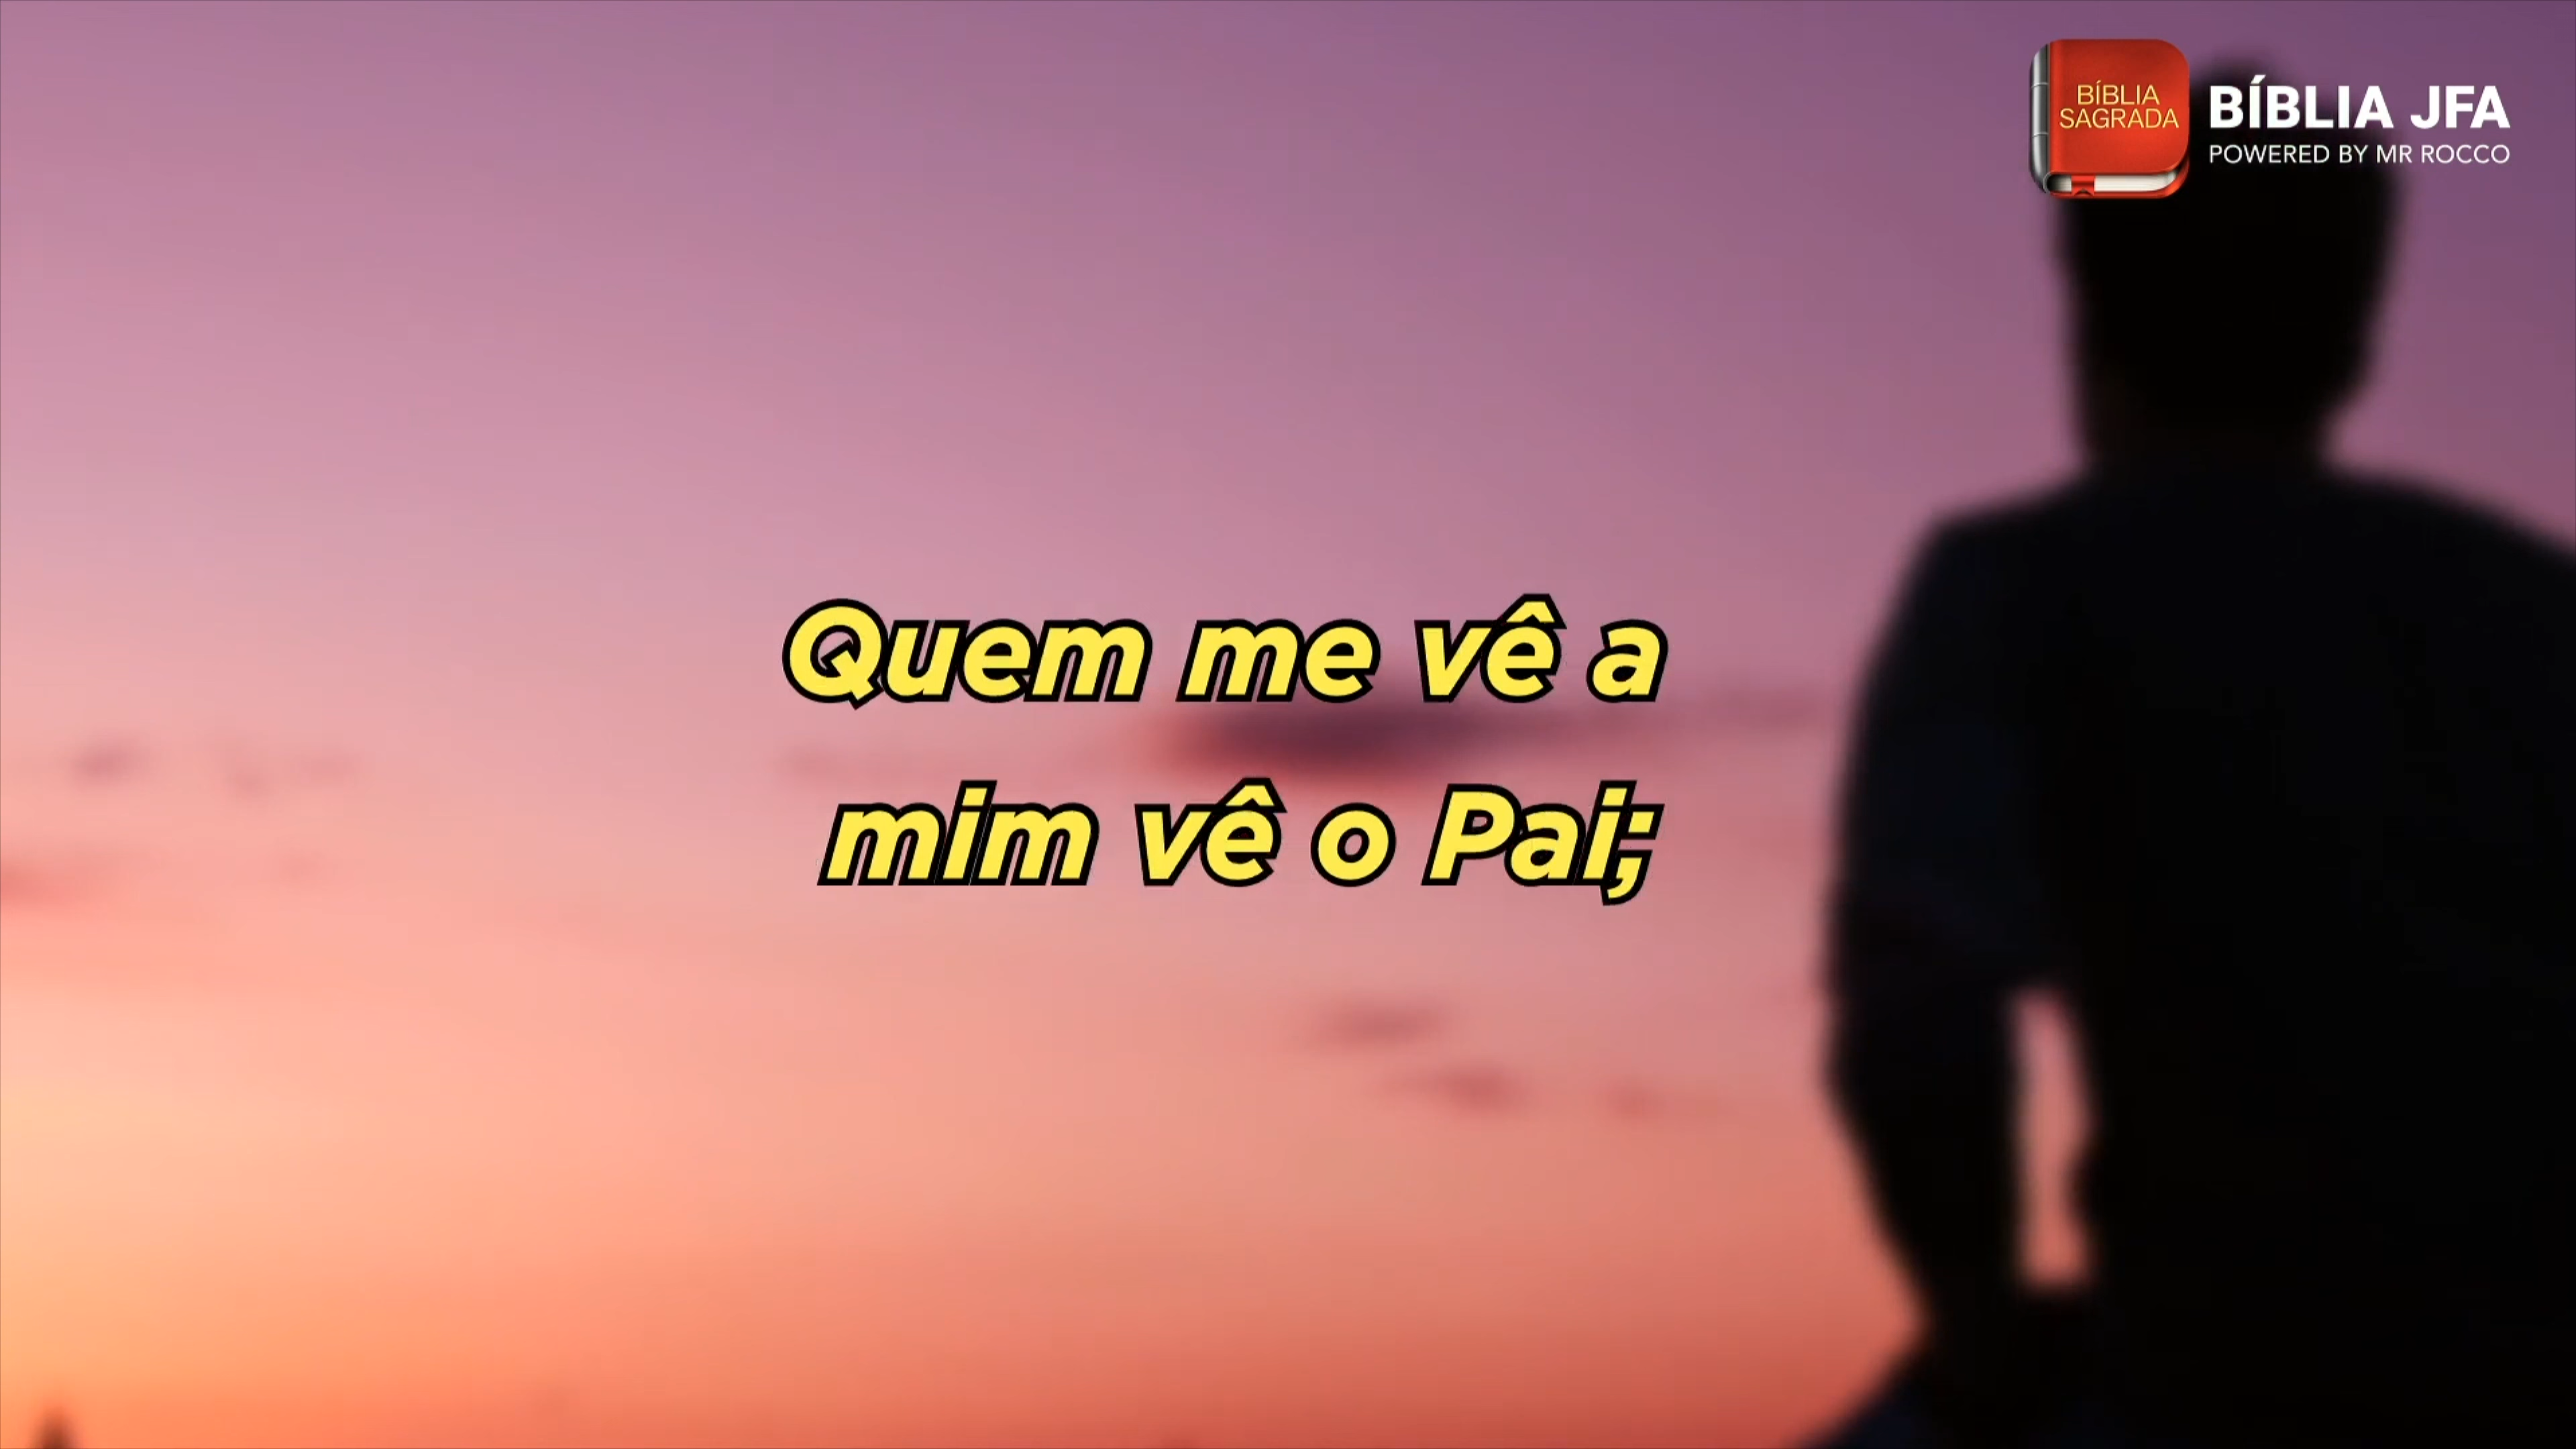 BÍBLIA
SAGRADA
BÍBLIA JFA
POWERED BY MR ROCCO
Quem me vê a
mim vê o Pai;